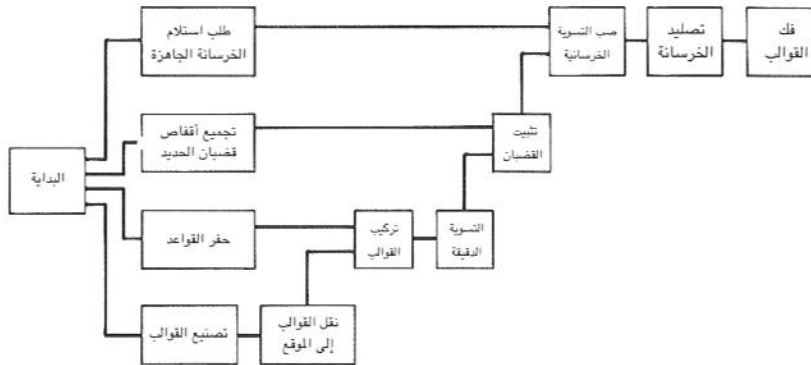 طلب استلام
الخرسانة الجاهزة
صب التسوية
الخرسانية
تصليد
الخرسانة
فك
القوالب
تجميع أقفاص
قضبان الحديد
تثبيت
القضبان
البداية
حفر القواعد
تركيب
القوالب
التسوية
الدقيقة
تصنيع القوالب
نقل القوالب
إلى الموقع